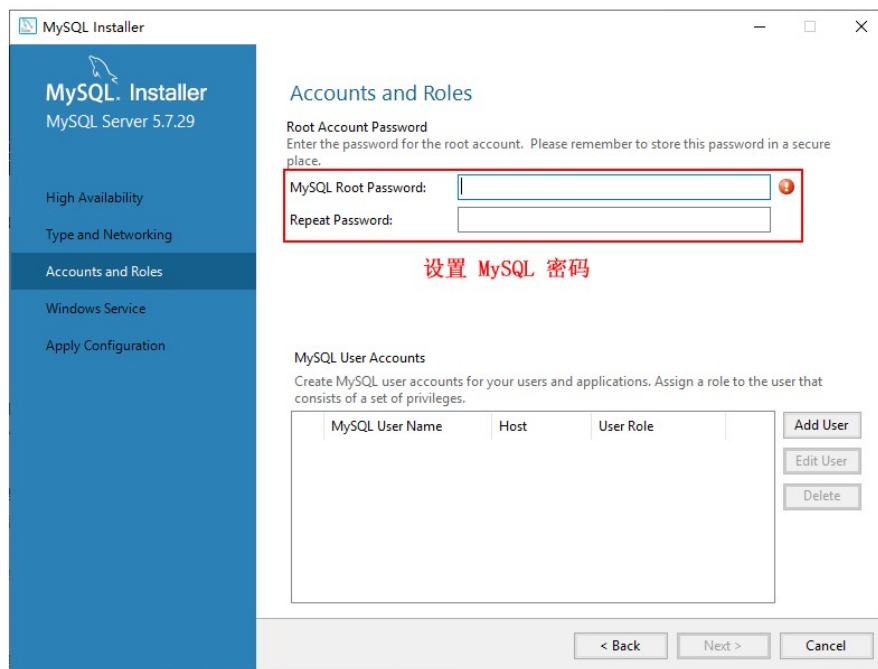 MySQL Installer
MySQL. Installer
MySQL Server 5.7.29
High Availability
Type and Networking
Accounts and Roles
Windows Service
Apply Configuration
Accounts and Roles
Root Account Password
Enter the password for the root account. Please remember to store this password in a secure
place.
MySQL Root Password:
Repeat Password:
设置 MySQL 密码
MySQL User Accounts
Create MySQL user accounts for your users and applications. Assign a role to the user that
consists of a set of privileges.
MySQL User Name Host User Role
Add User
Edit User
Delete
< Back Next > Cancel